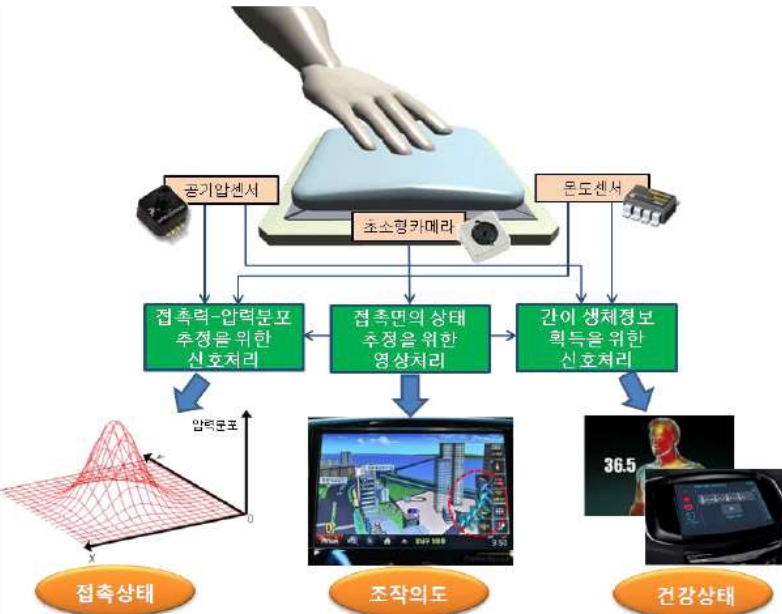 공기압센서
온도센서
초소형카메라
접촉력-압력분포
추정을 위한
신호처리
접촉면의 상태
추정을 위한
영상처리
간이 생체정보
획득을 위한
신호처리
압력분포
Y
X
0
36.5
3:50
접촉상태
조작의도
건강상태